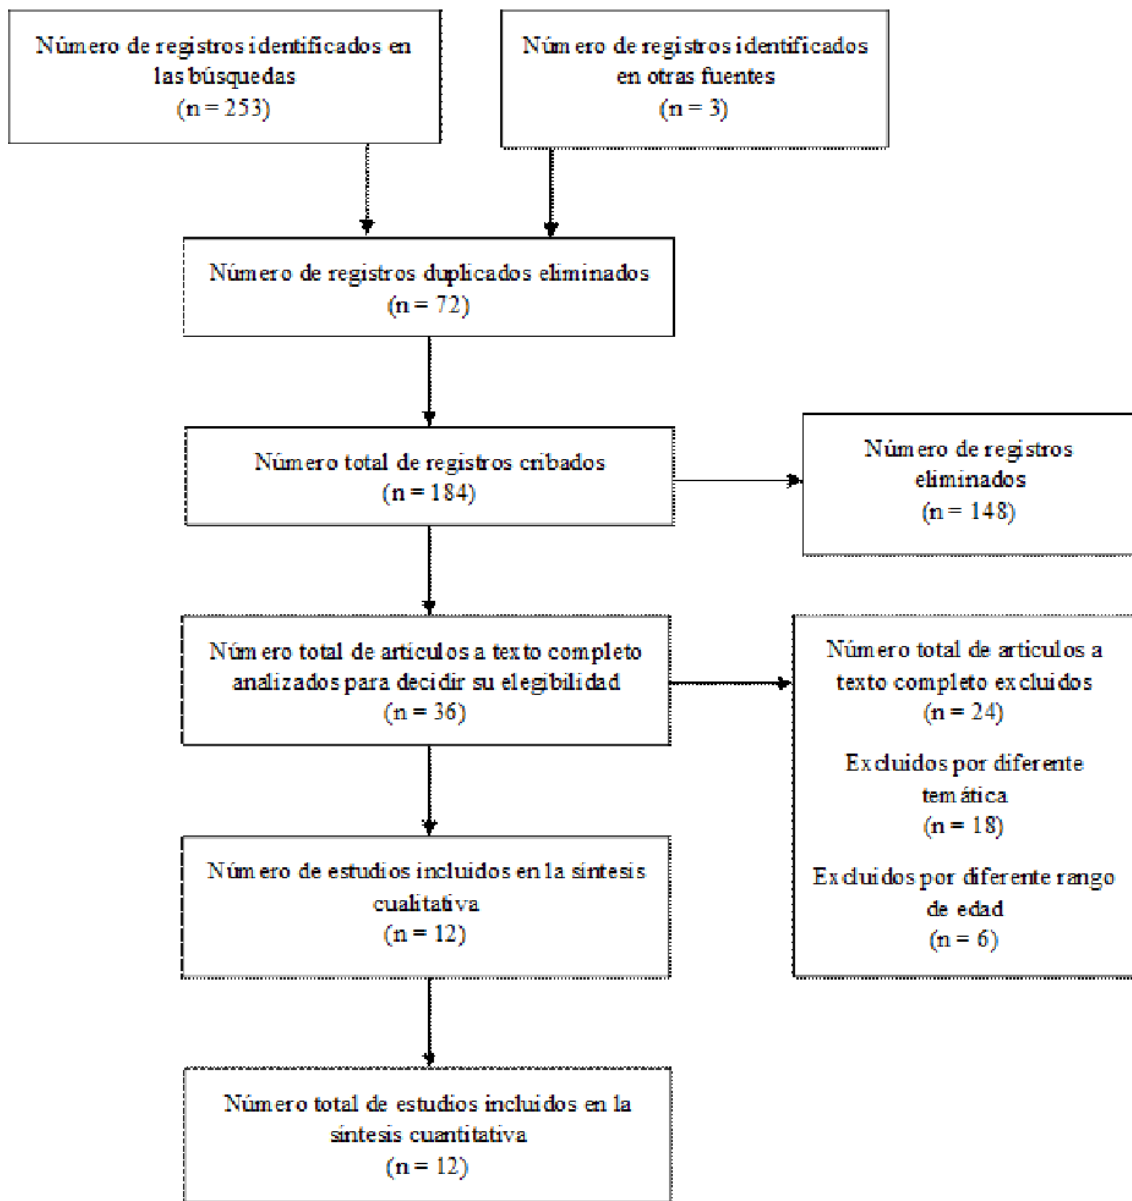 Número de registros identificados en
las búsquedas
(n = 253)
Número de registros identificados
en otras fuentes
(n = 3)
Número de registros duplicados eliminados
(n = 72)
Número total de registros cribados
(n = 184)
Número de registros
eliminados
(n = 148)
Número total de artículos a texto completo
analizados para decidir su elegibilidad
(n = 36)
Número total de artículos a
texto completo excluidos
(n = 24)
Excluidos por diferente
temática
(n = 18)
Excluidos por diferente rango
de edad
(n = 6)
Número de estudios incluidos en la síntesis
cualitativa
(n = 12)
Número total de estudios incluidos en la
síntesis cuantitativa
(n = 12)